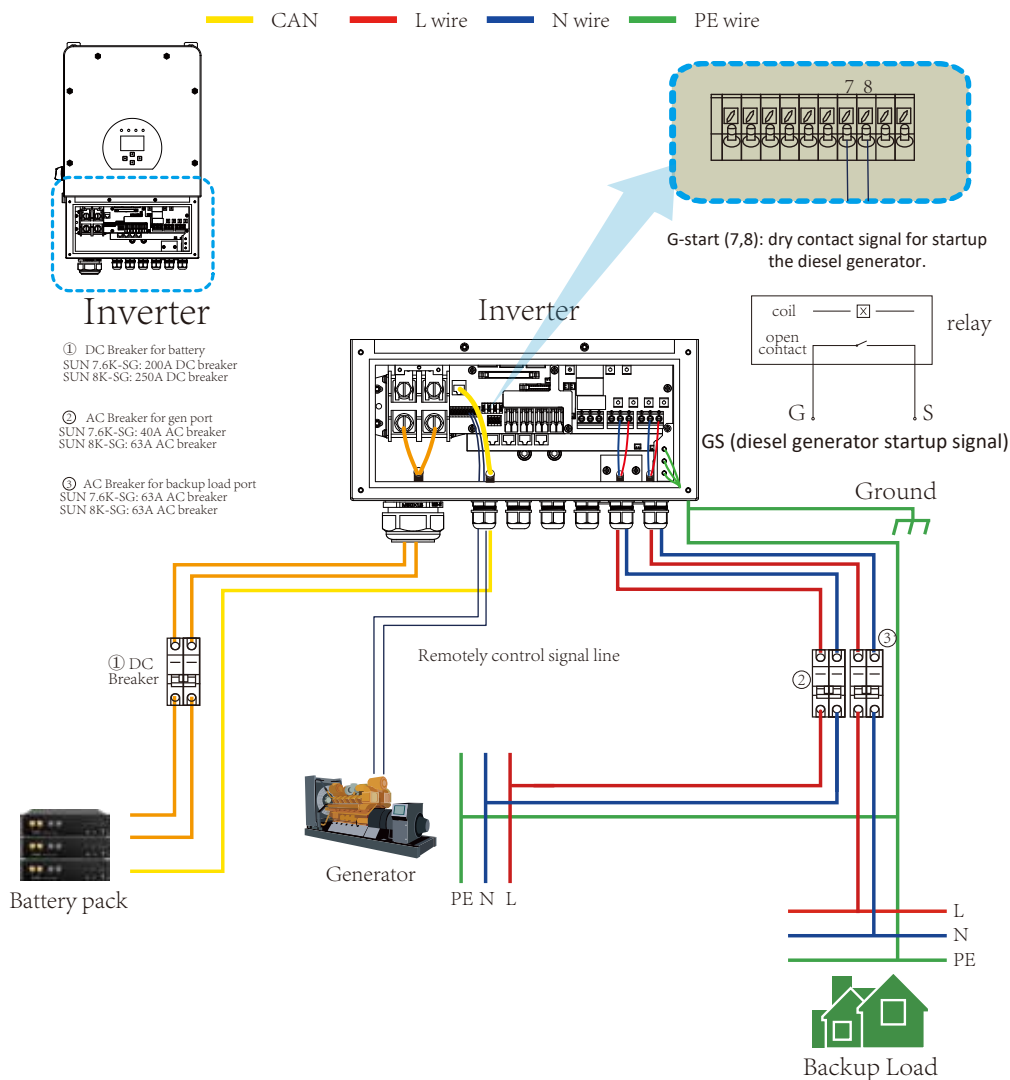 CAN
L wire
N wire
PE wire
7 8
G-start (7,8): dry contact signal for startup
the diesel generator.
Inverter
Inverter
coil
relay
open
contact
① DC Breaker for battery
SUN 7.6K-SG: 200A DC breaker
SUN 8K-SG: 250A DC breaker
② AC Breaker for gen port
SUN 7.6K-SG: 40A AC breaker
SUN 8K-SG: 63A AC breaker
G
S
GS (diesel generator startup signal)
③ AC Breaker for backup load port
SUN 7.6K-SG: 63A AC breaker
SUN 8K-SG: 63A AC breaker
Ground
① DC
Breaker
Remotely control signal line
②
③
Battery pack
Generator
PE N L
L
N
PE
Backup Load